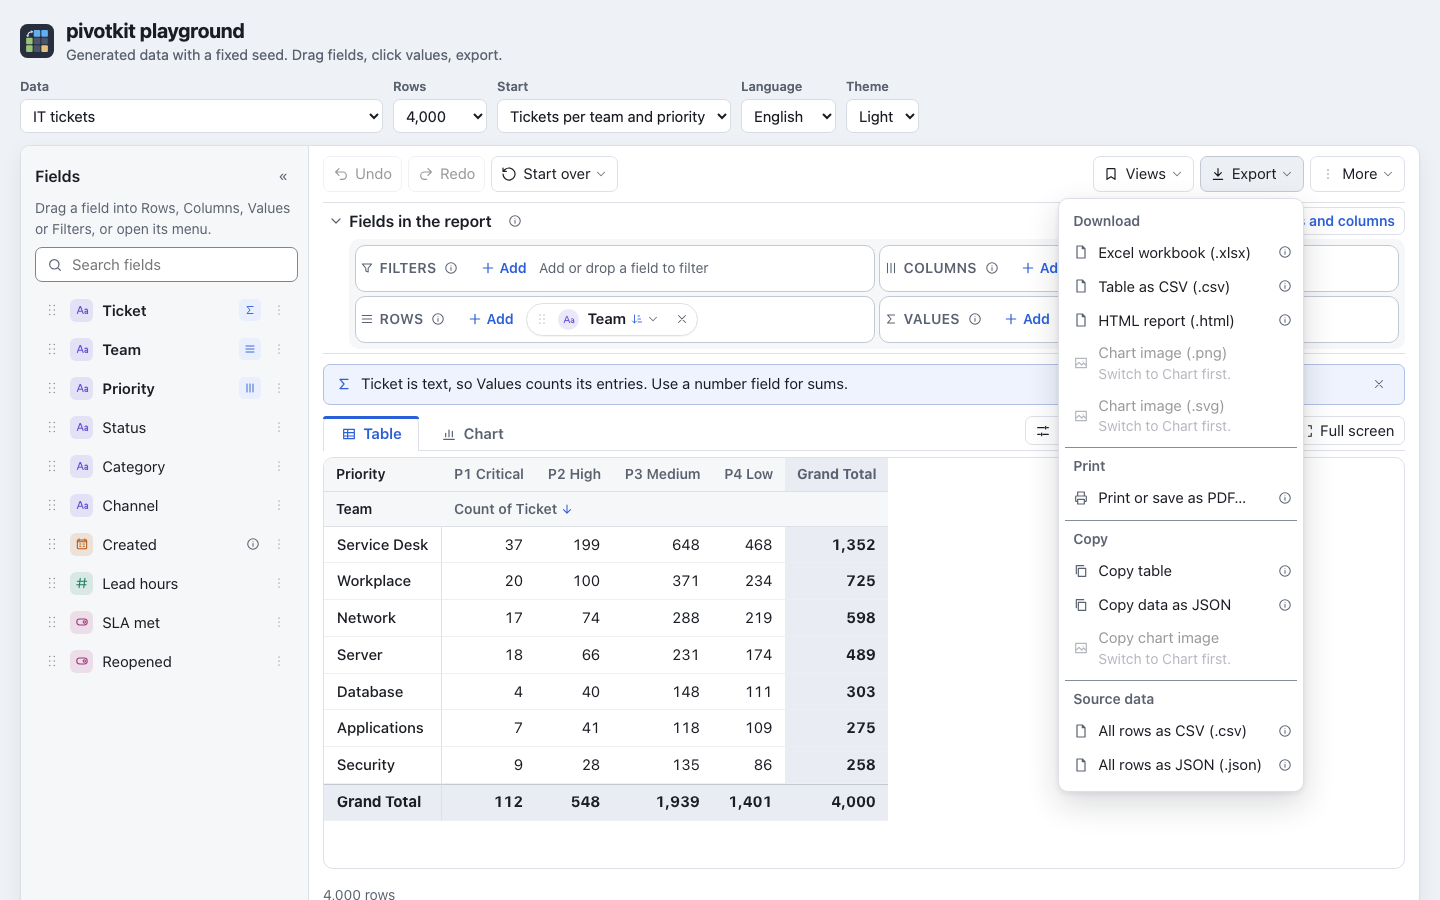 pivotkit playground
Generated data with a fixed seed. Drag fields, click values, export.
Data
Rows
Start
Language
Theme
IT tickets
4,000
Tickets per team and priority
English
Light
Fields
«
Drag a field into Rows, Columns, Values
or Filters, or open its menu.
Search fields
Aa Ticket Σ
Aa Team
Aa Priority
Aa Status
Aa Category
Aa Channel
Created
Lead hours
SLA met
Reopened
Undo
Redo
Start over
Views
Export
More
Fields in the report
and columns
FILTERS
+ Add
Add or drop a field to filter
COLUMNS
ROWS
+ Add
Aa Team
Σ VALUES
+ Add
Σ Ticket is text, so Values counts its entries. Use a number field for sums.
Table
Chart
Full screen
Priority P1 Critical P2 High P3 Medium P4 Low Grand Total
Team Count of Ticket ↓
Service Desk 37 199 648 468 1,352
Workplace 20 100 371 234 725
Network 17 74 288 219 598
Server 18 66 231 174 489
Database 4 40 148 111 303
Applications 7 41 118 109 275
Security 9 28 135 86 258
Grand Total 112 548 1,939 1,401 4,000
4,000 rows
Download
Excel workbook (.xlsx)
Table as CSV (.csv)
HTML report (.html)
Chart image (.png)
Switch to Chart first.
Chart image (.svg)
Switch to Chart first.
Print
Print or save as PDF...
Copy
Copy table
Copy data as JSON
Copy chart image
Switch to Chart first.
Source data
All rows as CSV (.csv)
All rows as JSON (.json)